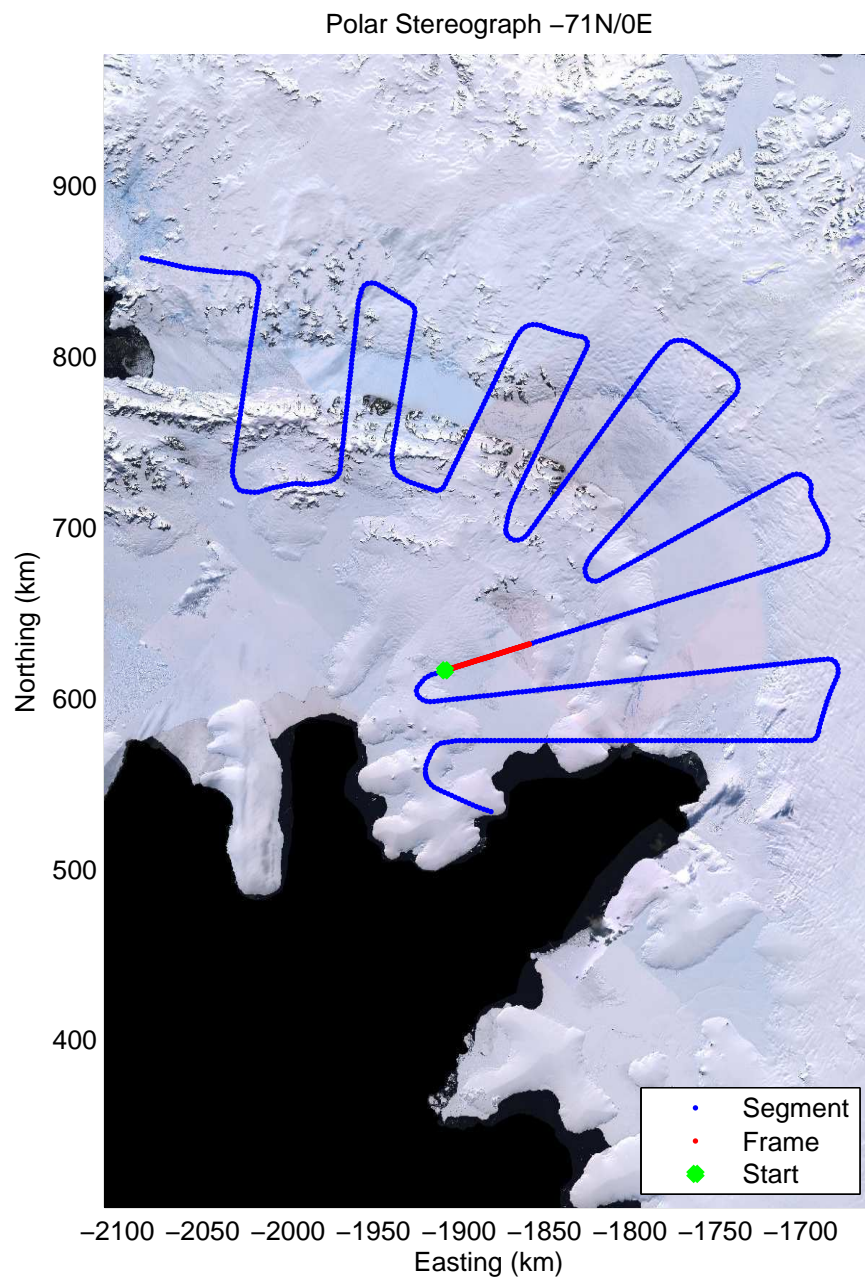 Polar Stereograph −71N/0E
900
800
700
600
500
400
Northing (km)
Segment
Frame
Start
−2100 −2050 −2000 −1950 −1900 −1850 −1800 −1750 −1700
Easting (km)